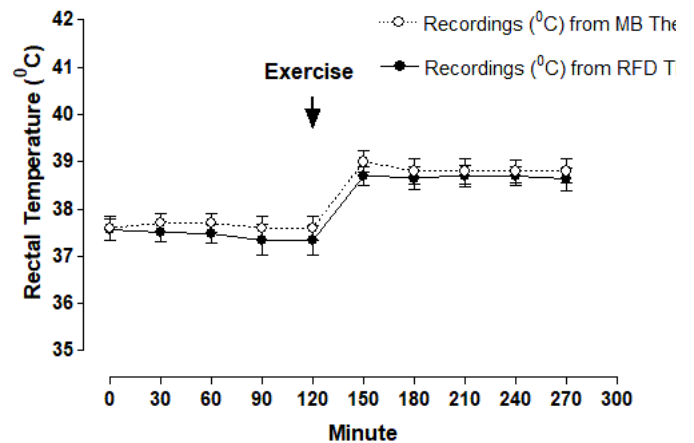 Recordings (⁰C) from MB The
Recordings (⁰C) from RFD T
Exercise
Rectal Temperature (⁰C)
42
41
40
39
38
37
36
35
0 30 60 90 120 150 180 210 240 270 300
Minute